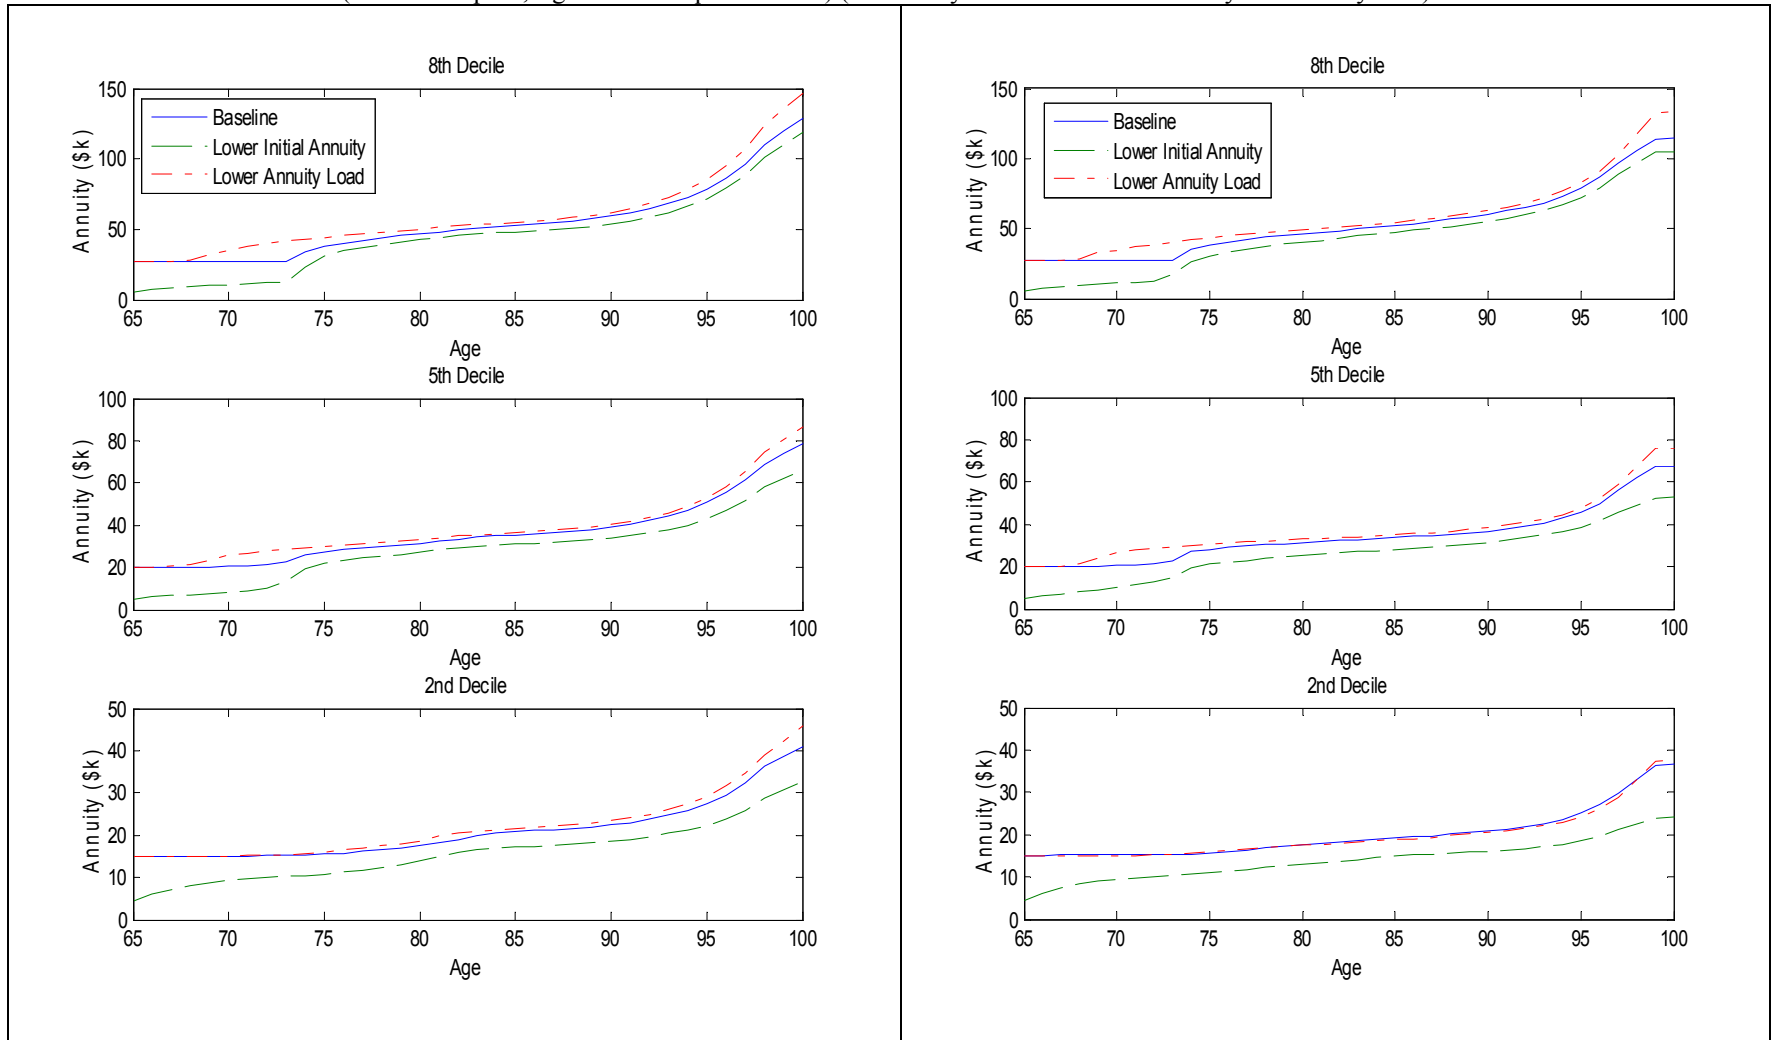 8th Decile
150
100
50
0
Annuity ($k)
Baseline
Lower Initial Annuity
Lower Annuity Load
65 70 75 80 85 90 95 100
Age
5th Decile
100
80
60
40
20
0
Annuity ($k)
65 70 75 80 85 90 95 100
Age
2nd Decile
50
40
30
20
10
0
Annuity ($k)
65 70 75 80 85 90 95 100
Age
8th Decile
150
100
50
0
Annuity ($k)
Baseline
Lower Initial Annuity
Lower Annuity Load
65 70 75 80 85 90 95 100
Age
5th Decile
100
80
60
40
20
0
Annuity ($k)
65 70 75 80 85 90 95 100
Age
2nd Decile
50
40
30
20
10
0
Annuity ($k)
65 70 75 80 85 90 95 100
Age